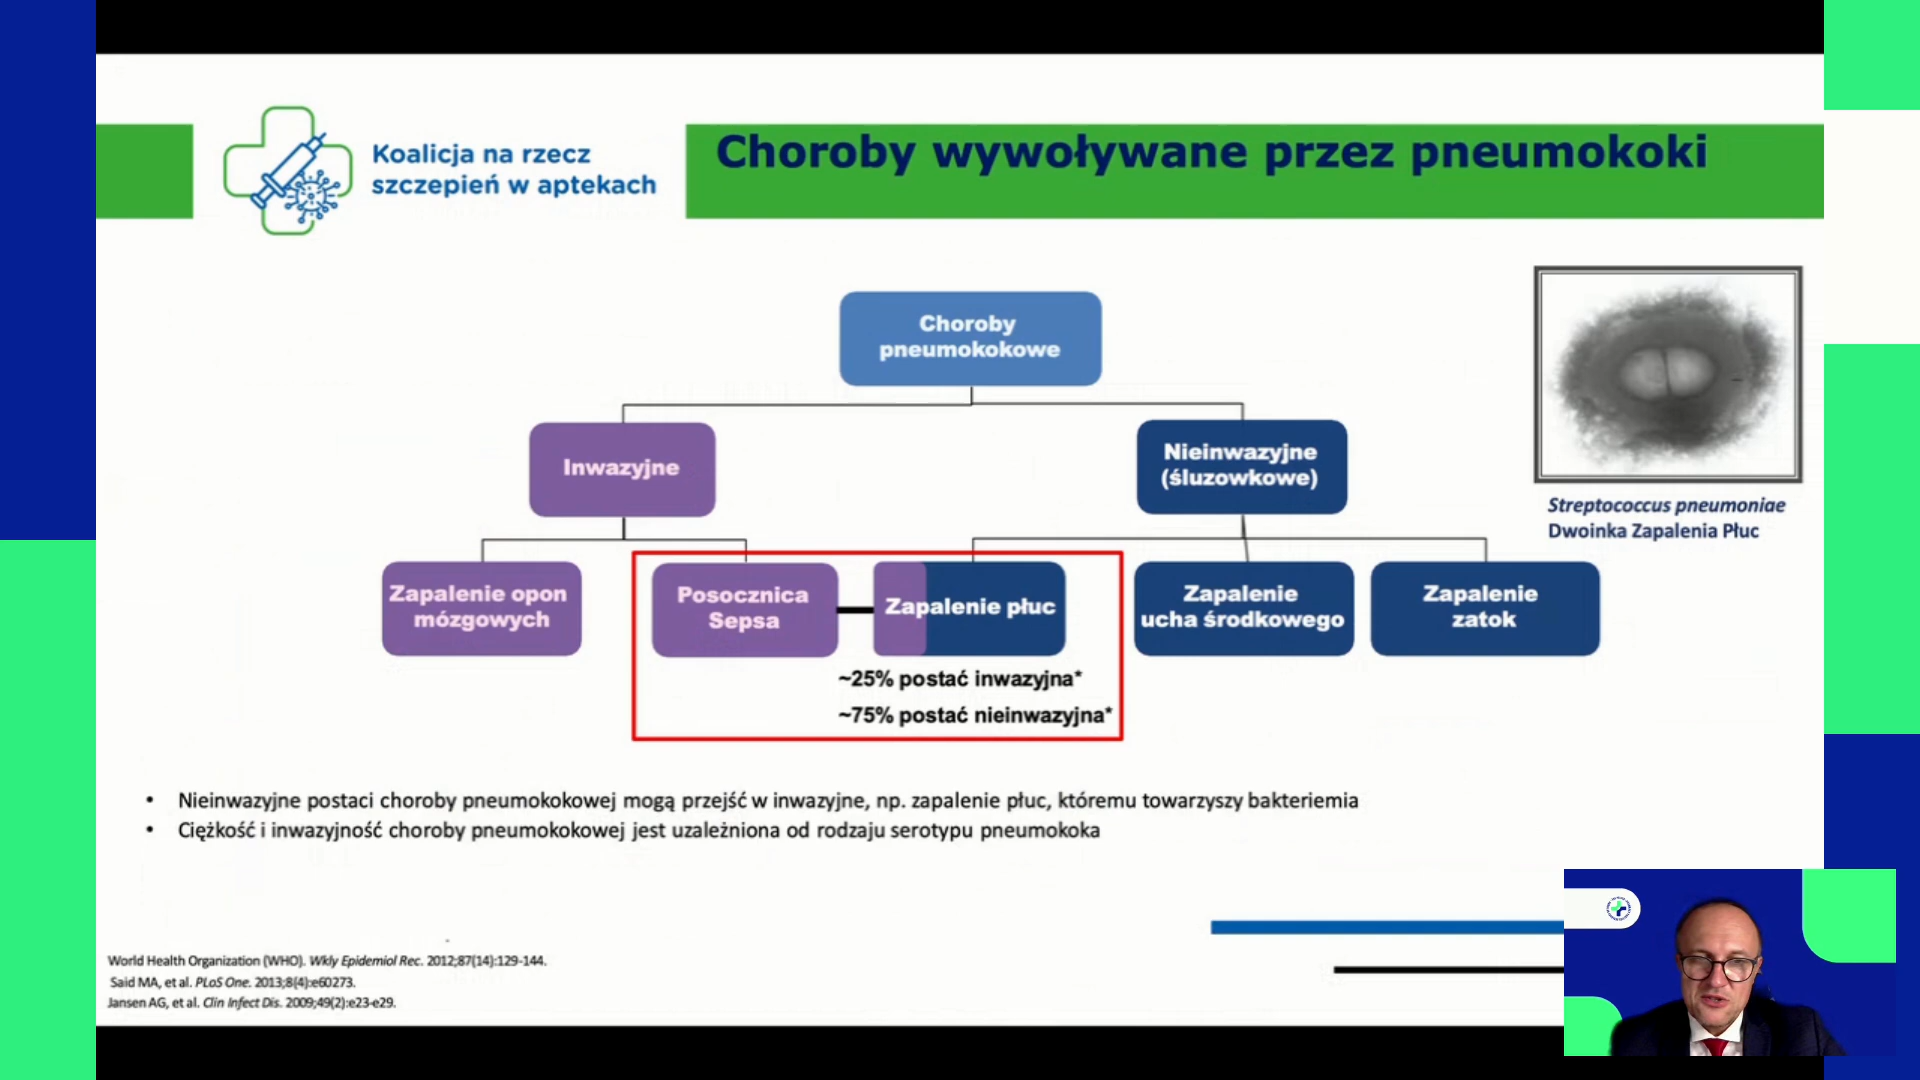 Koalicja na rzecz
szczepień w aptekach
Choroby wywoływane przez pneumokoki
Choroby
pneumokokowe
Inwazyjne
Nieinwazyjne
(śluzowkowe)
Streptococcus pneumoniae
Dwoinka Zapalenia Płuc
Zapalenie opon
mózgowych
Posocznica
Sepsa
Zapalenie płuc
Zapalenie
ucha środkowego
Zapalenie
zatok
~25% postać inwazyjna*
~75% postać nieinwazyjna*
• Nieinwazyjne postaci choroby pneumokokowej mogą przejść w inwazyjne, np. zapalenie płuc, któremu towarzyszy bakteriemia
• Ciężkość i inwazyjność choroby pneumokokowej jest uzależniona od rodzaju serotypu pneumokoka
World Health Organization (WHO). Wkly Epidemiol Rec. 2012;87(14):129-144.
Said MA, et al. PLoS One. 2013;8(4):e60273.
Jansen AG, et al. Clin Infect Dis. 2009;49(2):e23-e29.